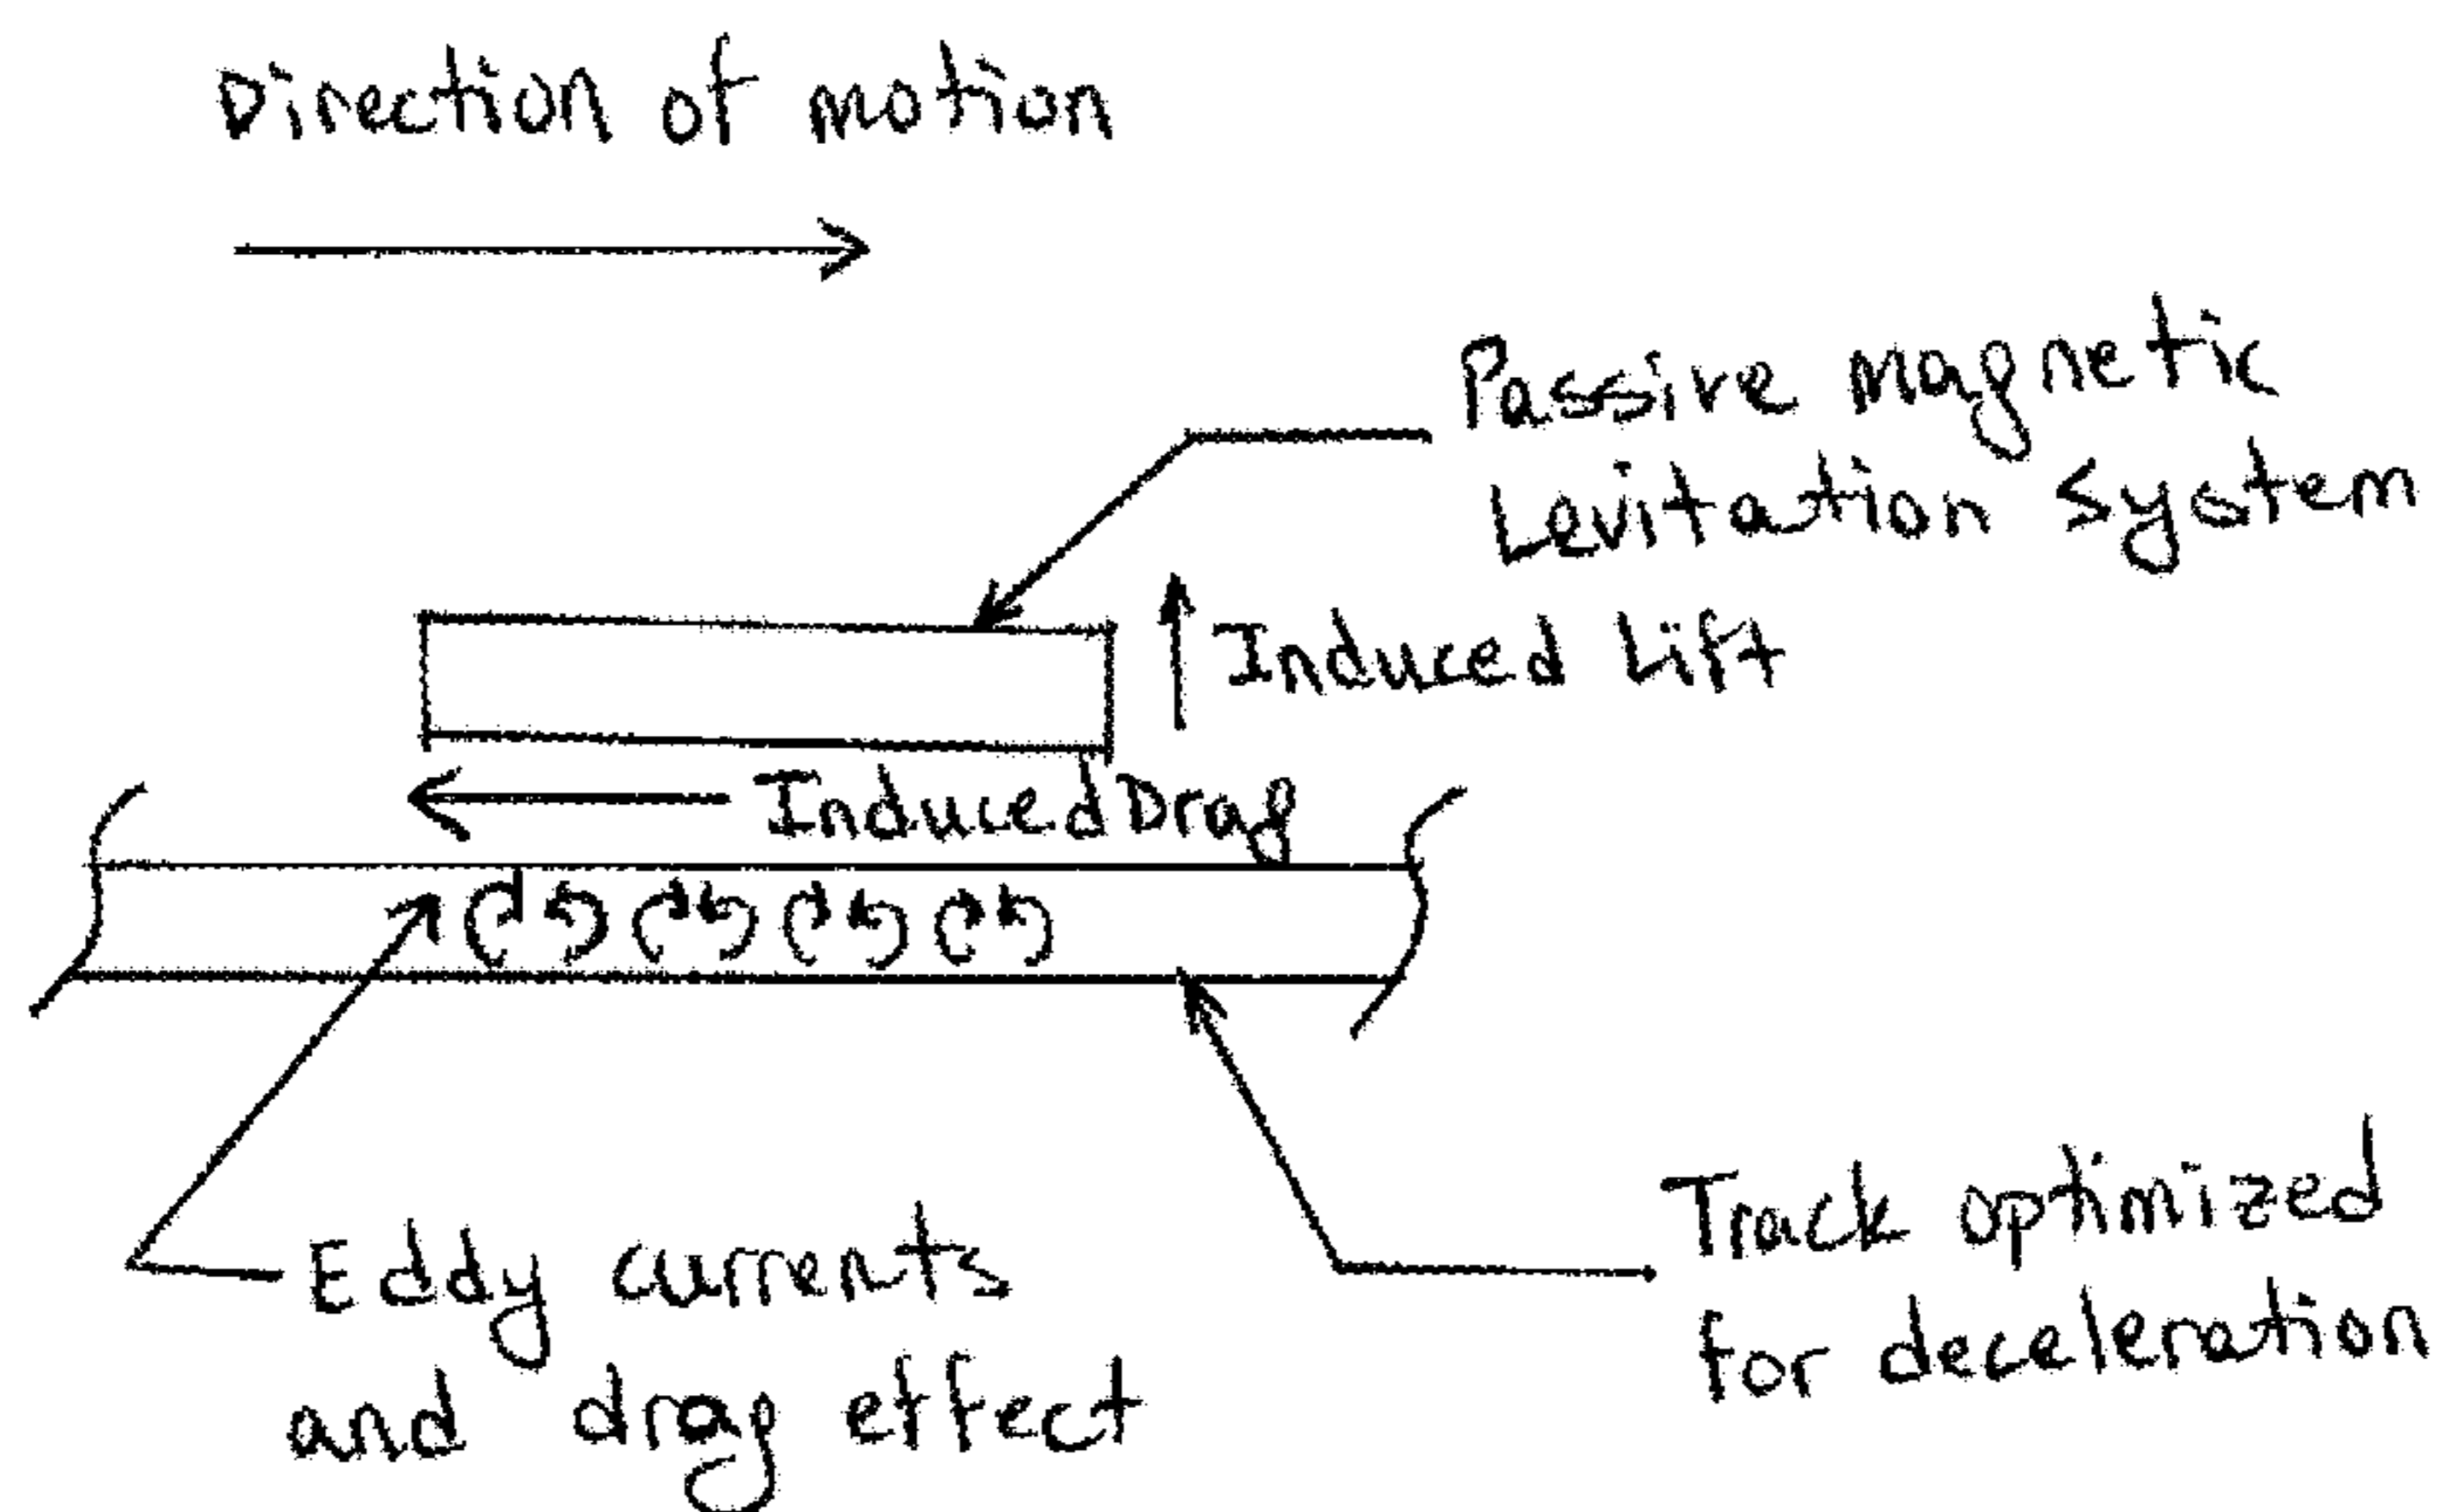 Direction of motion
Passive Magnetic
Levitation System
Induced Lift
Induced Drag
Eddy currents
and drag effect
Track optimized
for deceleration